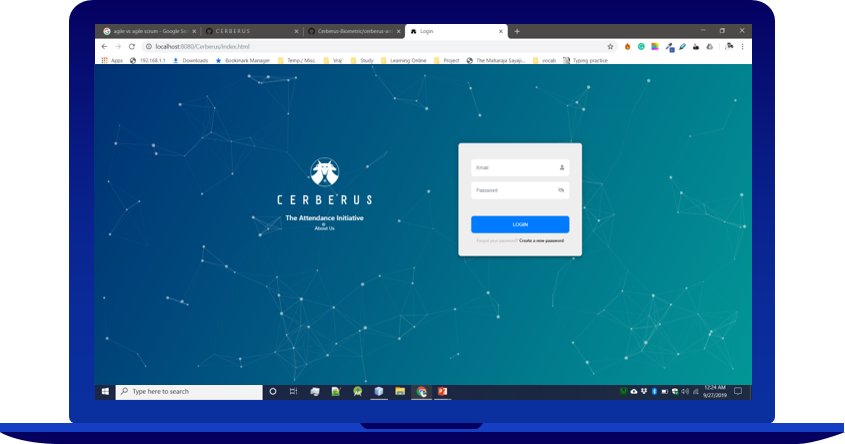 agile vs agile scrum - Google Se
CERBERUS
Cerberus-Biometric/cerberus-an
Login
localhost:8080/Cerberus/index.html
Apps
192.168.1.1
Downloads
Bookmark Manager
Temp./ Misc.
Vraj
Study
Learning Online
Project
The Maharaja Sayaji...
vocab
Typing practice
Email
Password
LOGIN
Forgot your password? Create a new password
CERBERUS
The Attendance Initiative
About Us
Type here to search
12:24 AM
9/27/2019